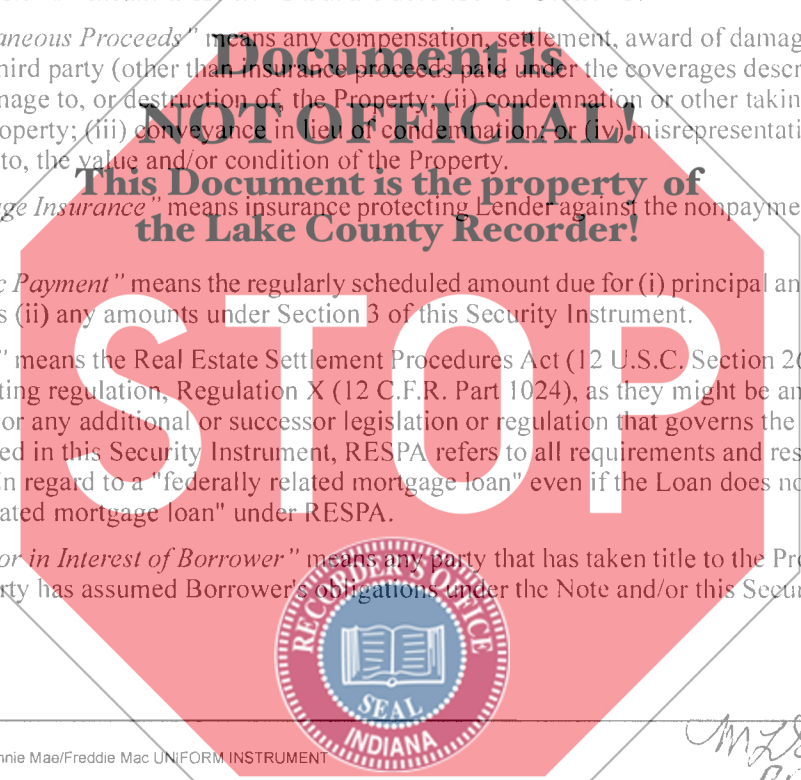 aneous Proceeds" means any compensation, settlement, award of damag
Document is
hird party (other than insurance proceeds paid under the coverages descr
nage to, or destruction of, the Property; (ii) condemnation or other takin
NOT OFFICIAL!
operty; (iii) conveyance in lieu of condemnation; or (iv) misrepresentati
to, the value and/or condition of the Property.
This Document is the property of
ge Insurance" means insurance protecting Lender against the nonpayme
the Lake County Recorder!
c Payment" means the regularly scheduled amount due for (i) principal an
s (ii) any amounts under Section 3 of this Security Instrument.
STOP
" means the Real Estate Settlement Procedures Act (12 U.S.C. Section 26
ting regulation, Regulation X (12 C.F.R. Part 1024), as they might be an
or any additional or successor legislation or regulation that governs the
ed in this Security Instrument, RESPA refers to all requirements and res
in regard to a "federally related mortgage loan" even if the Loan does no
ated mortgage loan" under RESPA.
or in Interest of Borrower" means any party that has taken title to the Pro
rty has assumed Borrower's obligations under the Note and/or this Secur
RECORDER'S OFFICE
SEAL
INDIANA
nnie Mae/Freddie Mac UNIFORM INSTRUMENT